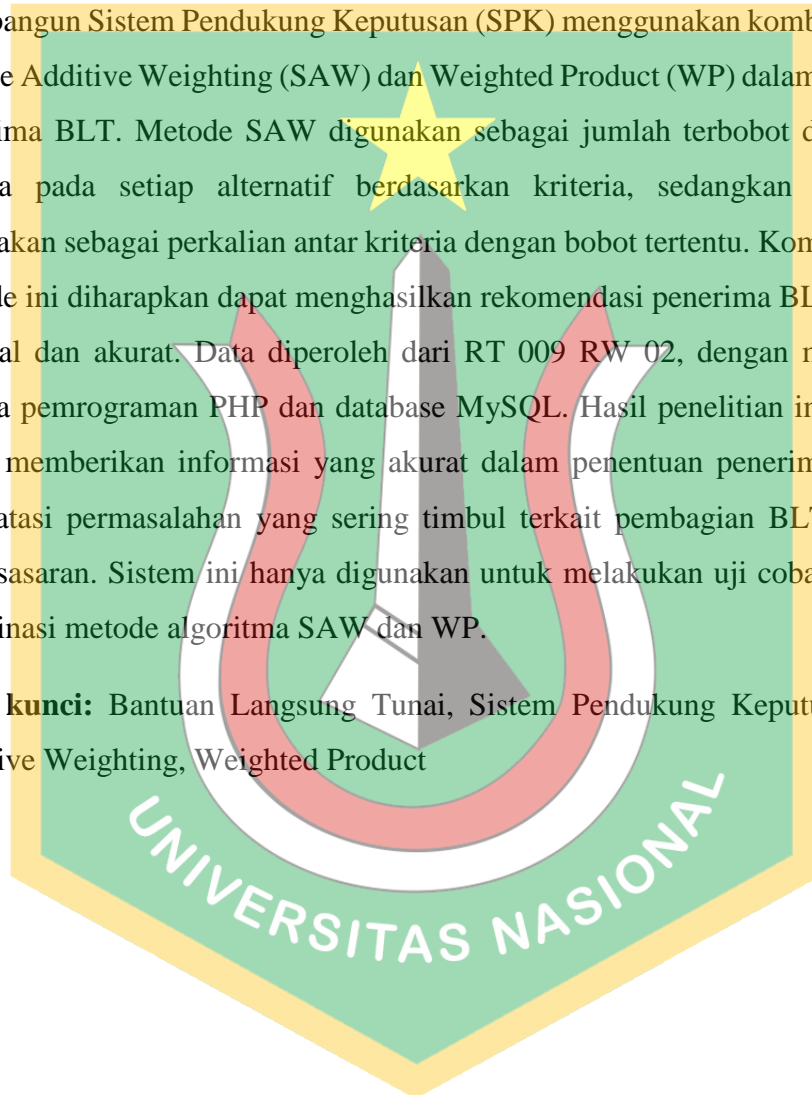 bangun Sistem Pendukung Keputusan (SPK) menggunakan komb
e Additive Weighting (SAW) dan Weighted Product (WP) dalam
ima BLT. Metode SAW digunakan sebagai jumlah terbobot d
a pada setiap alternatif berdasarkan kriteria, sedangkan
akan sebagai perkalian antar kriteria dengan bobot tertentu. Kom
de ini diharapkan dapat menghasilkan rekomendasi penerima BL
al dan akurat. Data diperoleh dari RT 009 RW 02, dengan m
a pemrograman PHP dan database MySQL. Hasil penelitian in
memberikan informasi yang akurat dalam penentuan penerim
atasi permasalahan yang sering timbul terkait pembagian BLT
sasaran. Sistem ini hanya digunakan untuk melakukan uji coba
inasi metode algoritma SAW dan WP.
kunci: Bantuan Langsung Tunai, Sistem Pendukung Keputu
ive Weighting, Weighted Product
UNIVERSITAS NASIONAL